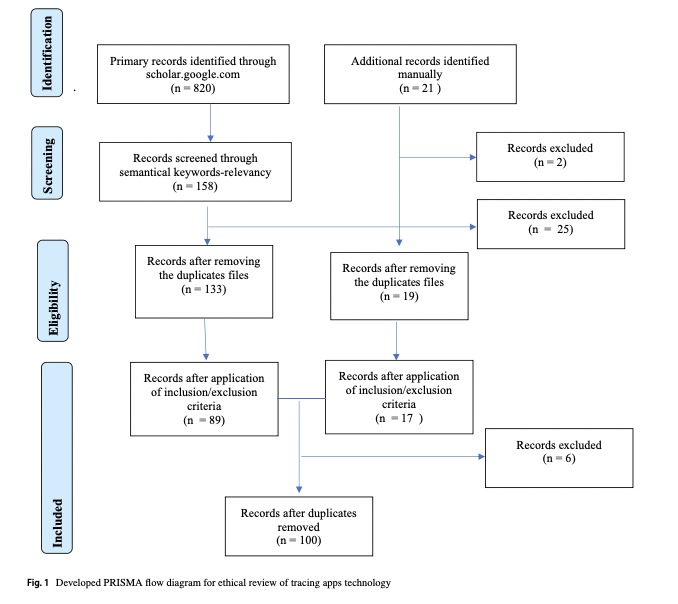 Identification
Primary records identified through
scholar.google.com
(n = 820)
Additional records identified
manually
(n = 21 )
.
Screening
Records screened through
semantical keywords-relevancy
(n = 158)
Records excluded
(n = 2)
Records excluded
(n = 25)
Eligibility
Records after removing
the duplicates files
(n = 133)
Records after removing
the duplicates files
(n = 19)
Included
Records after application
of inclusion/exclusion
criteria
(n = 89)
Records after application
of inclusion/exclusion
criteria
(n = 17 )
Records excluded
(n = 6)
Records after duplicates
removed
(n = 100)
Fig. 1 Developed PRISMA flow diagram for ethical review of tracing apps technology